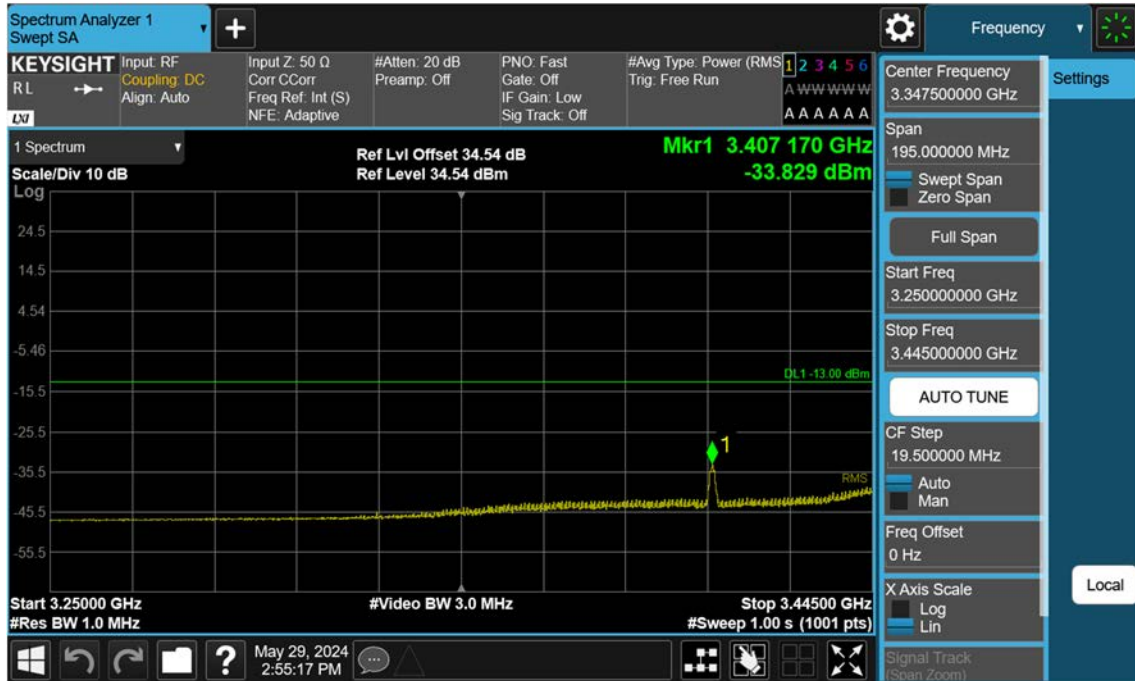 Spectrum Analyzer 1
Swept SA
Frequency
KEYSIGHT
R L
LXI
Input: RF
Coupling: DC
Align: Auto
Input Z: 50 Ω
Corr CCorr
Freq Ref: Int (S)
NFE: Adaptive
#Atten: 20 dB
Preamp: Off
PNO: Fast
Gate: Off
IF Gain: Low
Sig Track: Off
#Avg Type: Power (RMS
Trig: Free Run
1 2 3 4 5 6
A W W W W W
A A A A A A
1 Spectrum
Scale/Div 10 dB
Log
Ref Lvl Offset 34.54 dB
Ref Level 34.54 dBm
Mkr1 3.407 170 GHz
-33.829 dBm
24.5
14.5
4.54
-5.46
DL1 -13.00 dBm
-15.5
-25.5
1
-35.5
RMS
-45.5
-55.5
Start 3.25000 GHz
#Res BW 1.0 MHz
#Video BW 3.0 MHz
Stop 3.44500 GHz
#Sweep 1.00 s (1001 pts)
May 29, 2024
2:55:17 PM
Center Frequency
3.347500000 GHz
Span
195.000000 MHz
Swept Span
Zero Span
Full Span
Start Freq
3.250000000 GHz
Stop Freq
3.445000000 GHz
AUTO TUNE
CF Step
19.500000 MHz
Auto
Man
Freq Offset
0 Hz
X Axis Scale
Log
Lin
Signal Track
(Span Zoom)
Settings
Local